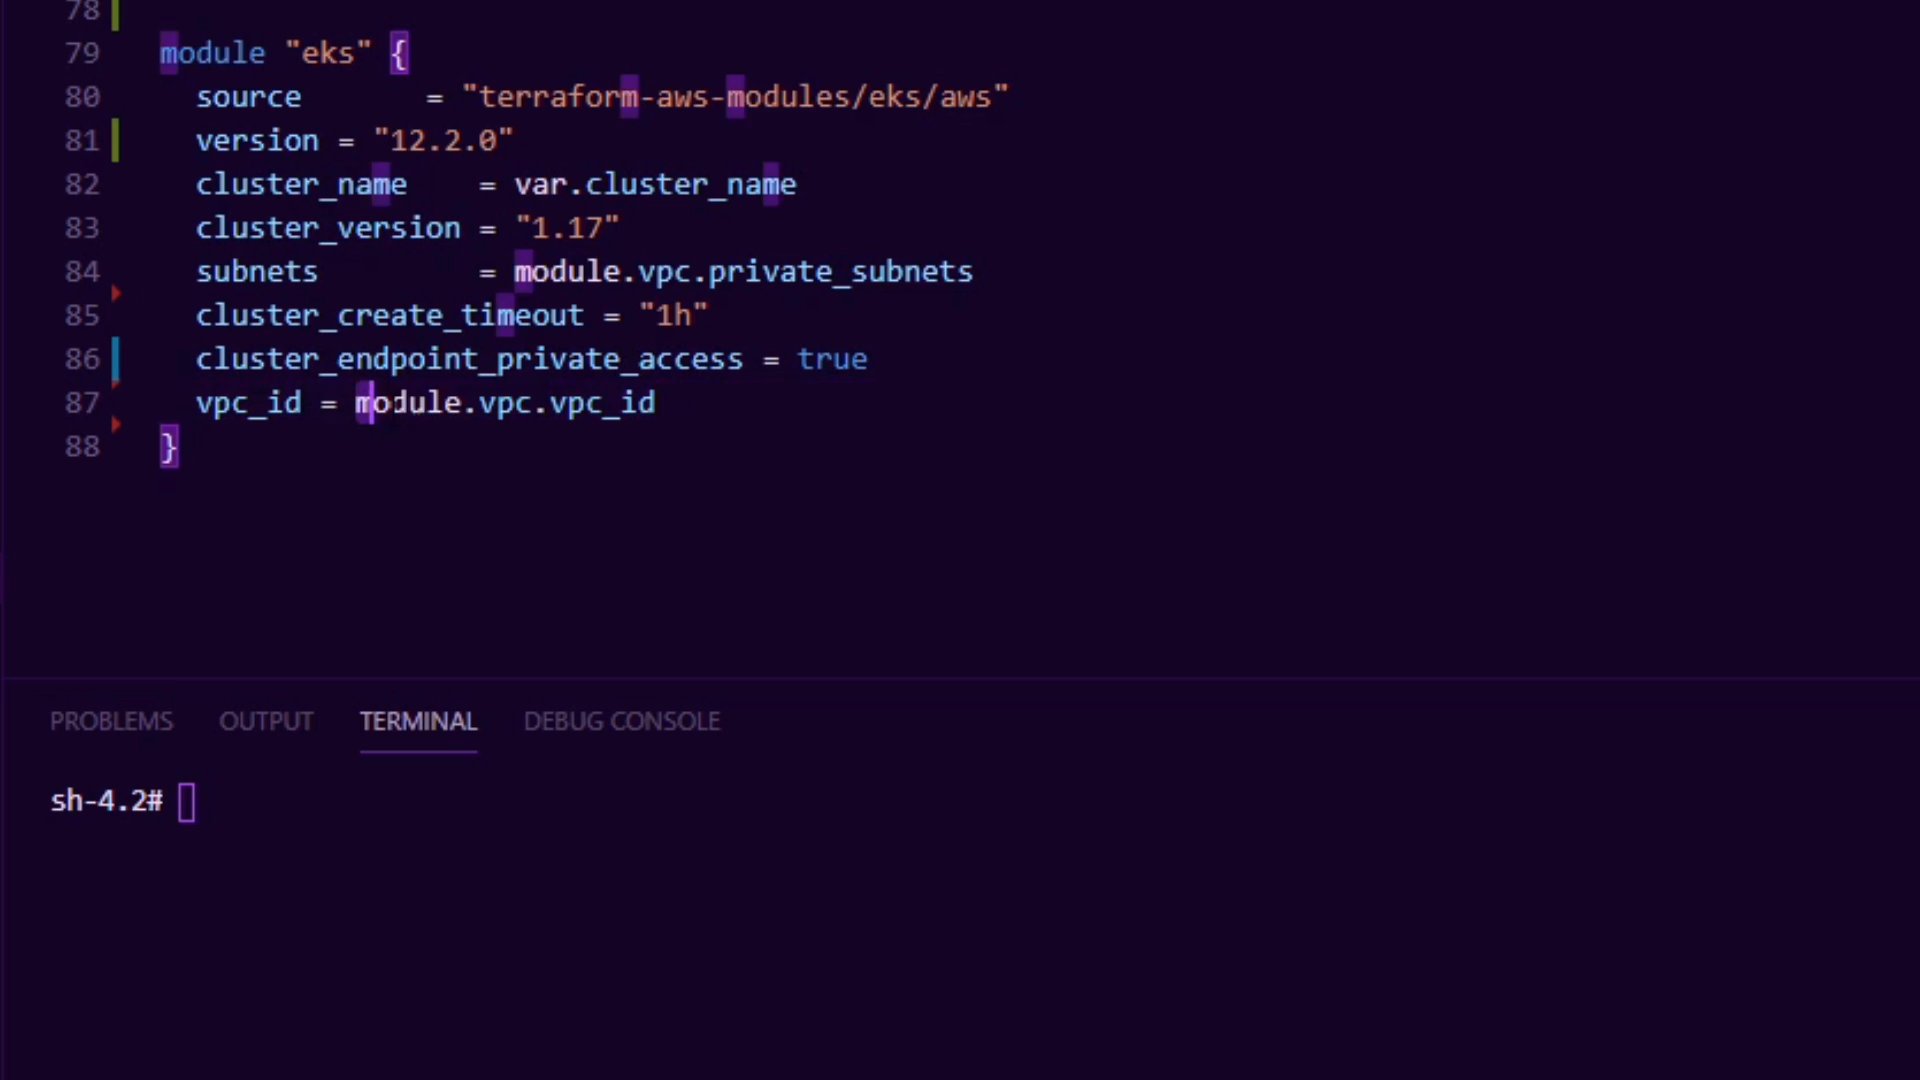 78
79 module "eks" {
80 source = "terraform-aws-modules/eks/aws"
81 version = "12.2.0"
82 cluster_name = var.cluster_name
83 cluster_version = "1.17"
84 subnets = module.vpc.private_subnets
85 cluster_create_timeout = "1h"
86 cluster_endpoint_private_access = true
87 vpc_id = module.vpc.vpc_id
88 }
PROBLEMS OUTPUT TERMINAL DEBUG CONSOLE
sh-4.2#